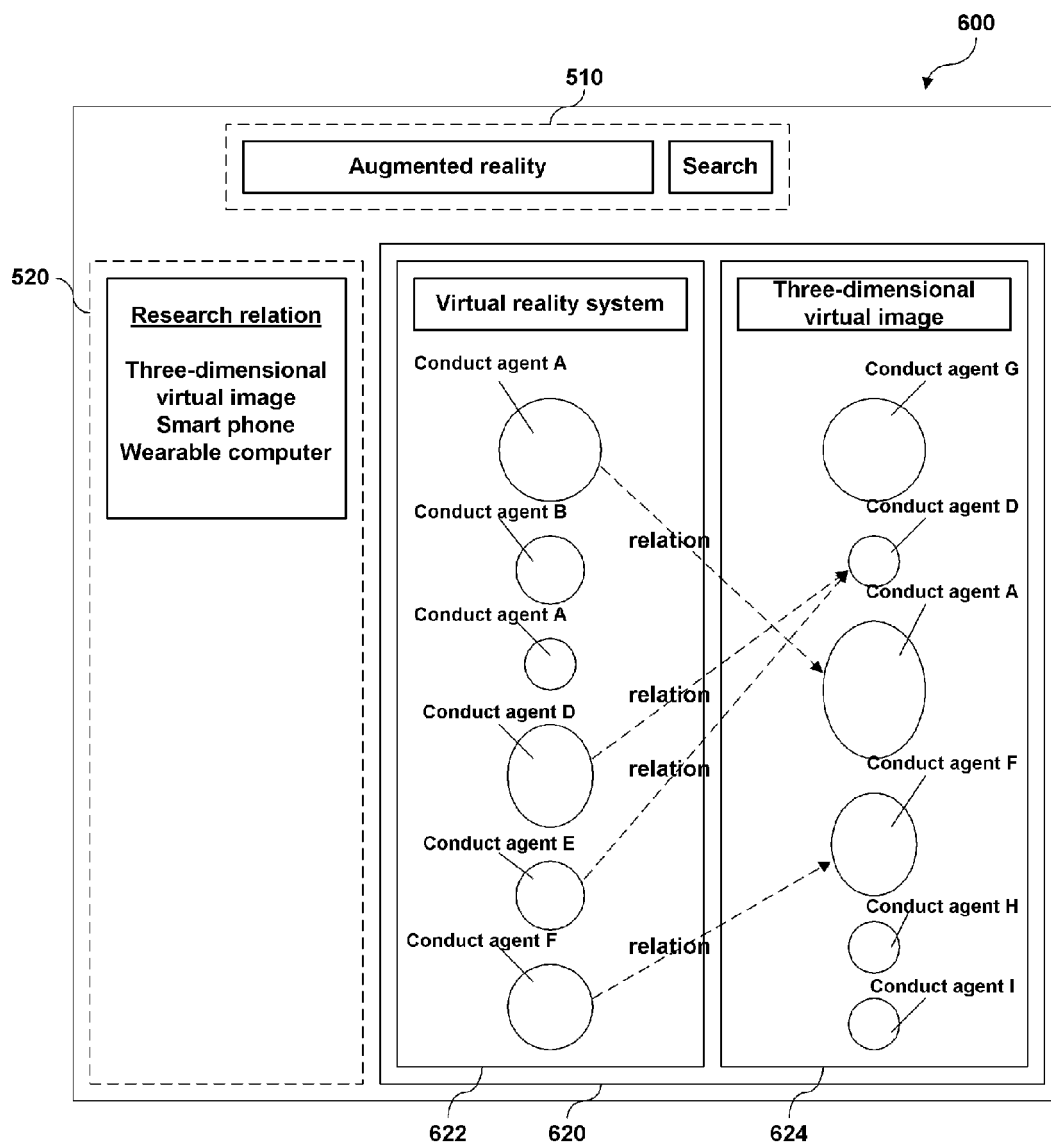 600
510
Augmented reality
Search
520
Research relation
Three-dimensional
virtual image
Smart phone
Wearable computer
Virtual reality system
Conduct agent A
Conduct agent B
Conduct agent A
Conduct agent D
Conduct agent E
Conduct agent F
relation
relation
relation
relation
Three-dimensional
virtual image
Conduct agent G
Conduct agent D
Conduct agent A
Conduct agent F
Conduct agent H
Conduct agent I
622
620
624